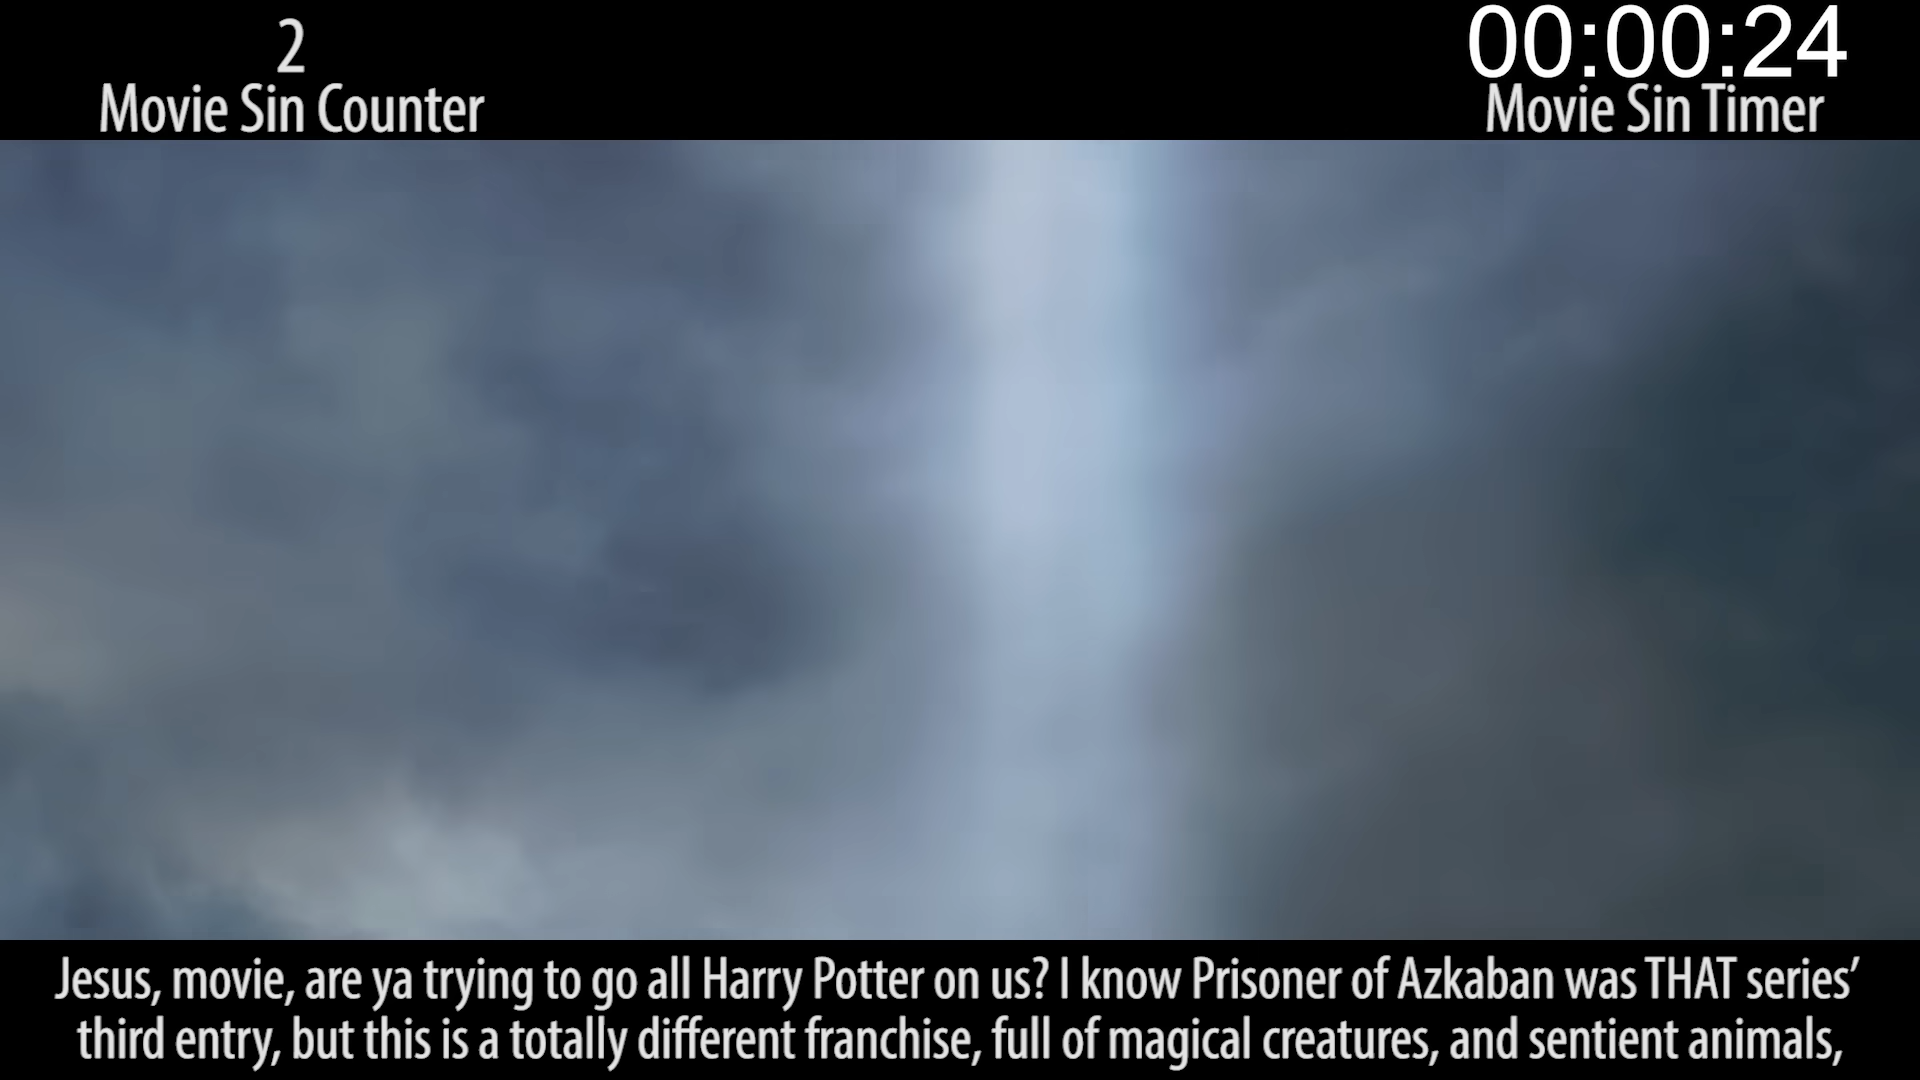 2
Movie Sin Counter
00:00:24
Movie Sin Timer
Jesus, movie, are ya trying to go all Harry Potter on us? I know Prisoner of Azkaban was THAT series’
third entry, but this is a totally different franchise, full of magical creatures, and sentient animals,